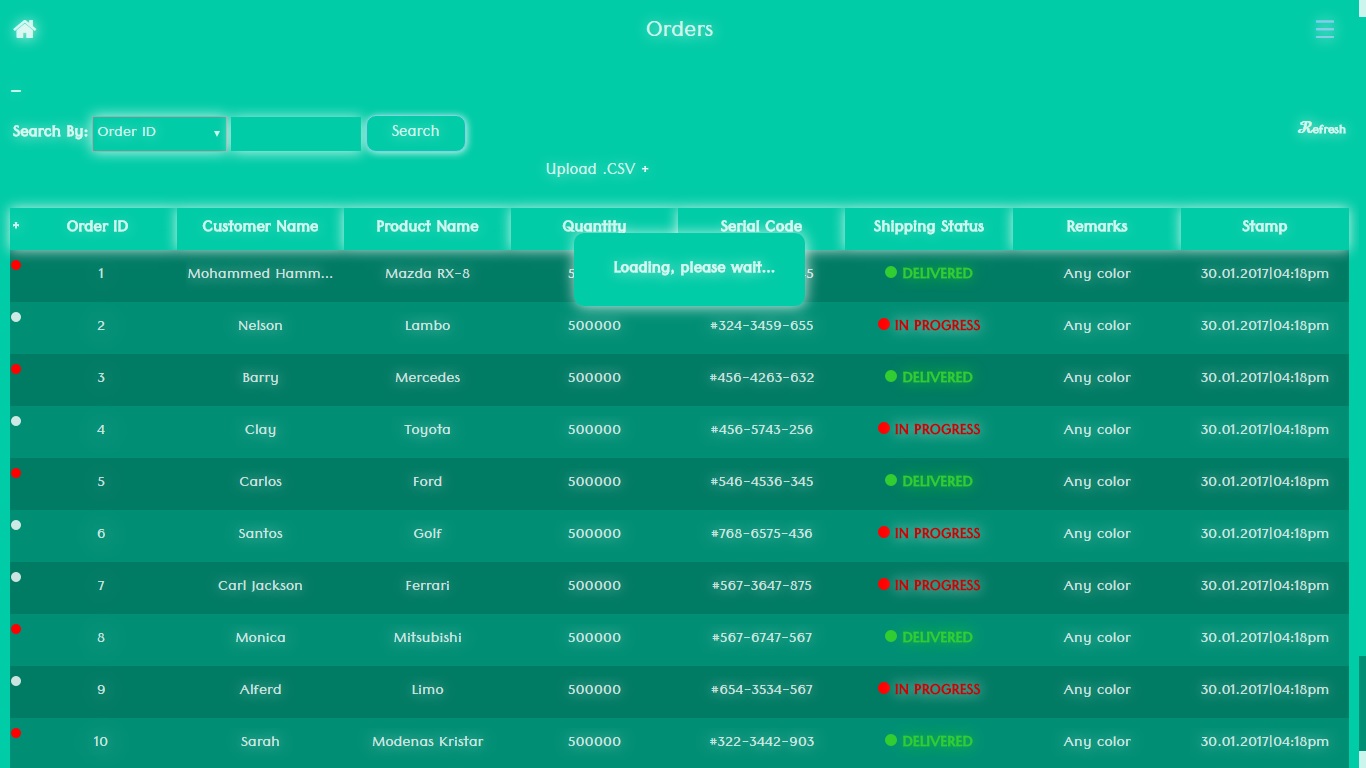 Orders
Search By: Order ID Search Refresh
Upload .CSV +
+ Order ID Customer Name Product Name Quantity Serial Code Shipping Status Remarks Stamp
Loading, please wait...
1 Mohammed Hamm... Mazda RX-8 DELIVERED Any color 30.01.2017|04:18pm
2 Nelson Lambo 500000 #324-3459-655 IN PROGRESS Any color 30.01.2017|04:18pm
3 Barry Mercedes 500000 #456-4263-632 DELIVERED Any color 30.01.2017|04:18pm
4 Clay Toyota 500000 #456-5743-256 IN PROGRESS Any color 30.01.2017|04:18pm
5 Carlos Ford 500000 #546-4536-345 DELIVERED Any color 30.01.2017|04:18pm
6 Santos Golf 500000 #768-6575-436 IN PROGRESS Any color 30.01.2017|04:18pm
7 Carl Jackson Ferrari 500000 #567-3647-875 IN PROGRESS Any color 30.01.2017|04:18pm
8 Monica Mitsubishi 500000 #567-6747-567 DELIVERED Any color 30.01.2017|04:18pm
9 Alferd Limo 500000 #654-3534-567 IN PROGRESS Any color 30.01.2017|04:18pm
10 Sarah Modenas Kristar 500000 #322-3442-903 DELIVERED Any color 30.01.2017|04:18pm